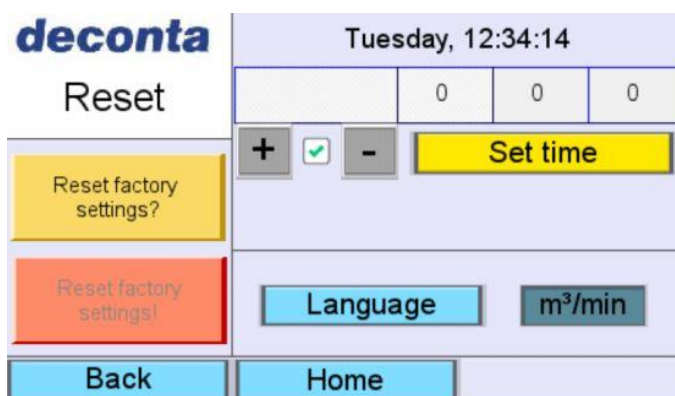 deconta
Tuesday, 12:34:14
Reset
0 0 0
+ - Set time
Reset factory
settings?
Reset factory
settings!
Language m³/min
Back Home